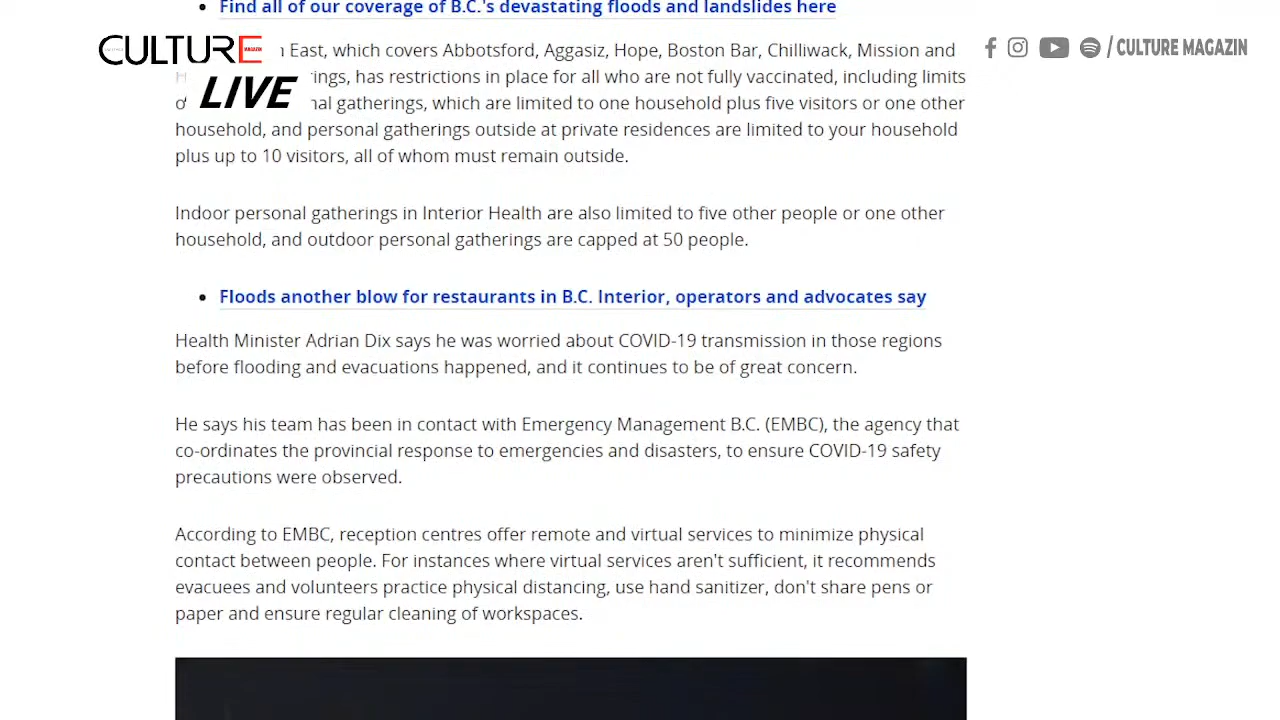 Find all of our coverage of B.C.'s devastating floods and landslides here
CULTURE
MAGAZIN
LIVE
/ CULTURE MAGAZIN
East, which covers Abbotsford, Aggasiz, Hope, Boston Bar, Chilliwack, Mission and
has restrictions in place for all who are not fully vaccinated, including limits
gatherings, which are limited to one household plus five visitors or one other
household, and personal gatherings outside at private residences are limited to your household
plus up to 10 visitors, all of whom must remain outside.
Indoor personal gatherings in Interior Health are also limited to five other people or one other
household, and outdoor personal gatherings are capped at 50 people.
Floods another blow for restaurants in B.C. Interior, operators and advocates say
Health Minister Adrian Dix says he was worried about COVID-19 transmission in those regions
before flooding and evacuations happened, and it continues to be of great concern.
He says his team has been in contact with Emergency Management B.C. (EMBC), the agency that
co-ordinates the provincial response to emergencies and disasters, to ensure COVID-19 safety
precautions were observed.
According to EMBC, reception centres offer remote and virtual services to minimize physical
contact between people. For instances where virtual services aren't sufficient, it recommends
evacuees and volunteers practice physical distancing, use hand sanitizer, don't share pens or
paper and ensure regular cleaning of workspaces.